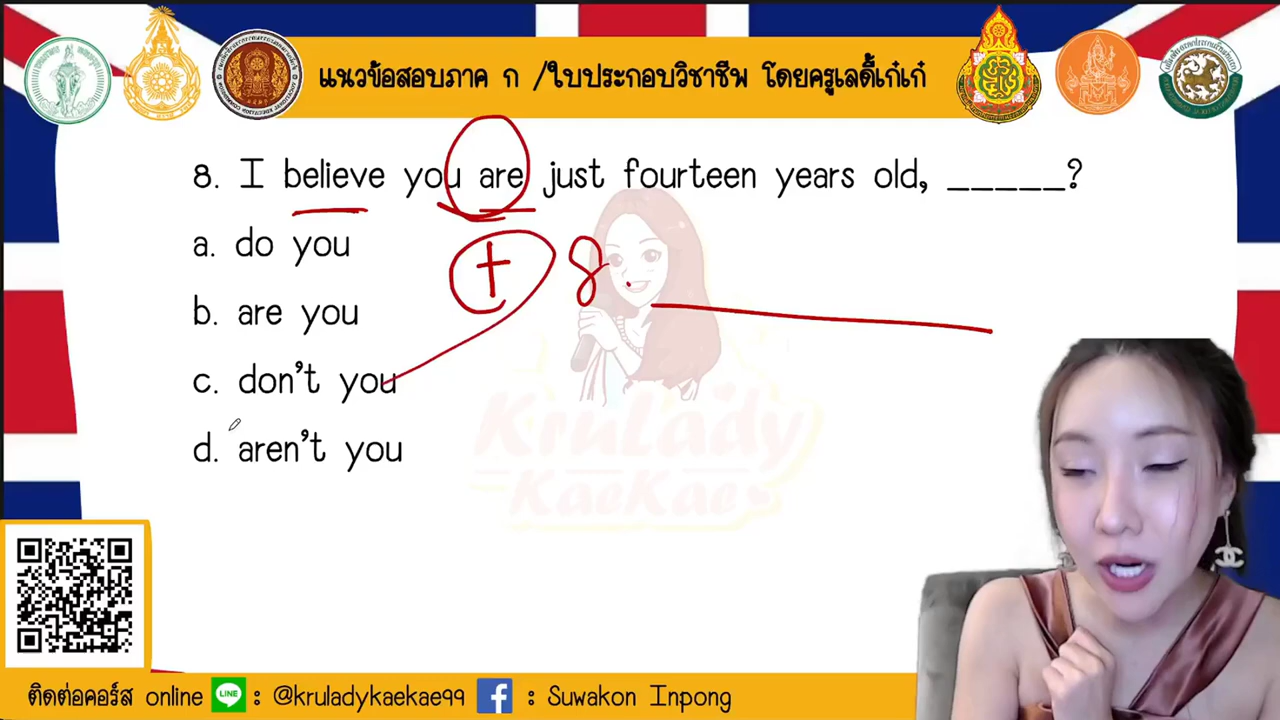 แนวข้อสอบภาค ก /ใบประกอบวิชาชีพ โดยครูเลดี้เก๋เก๋
8. I believe you are just fourteen years old, _____?
+ 8
a. do you
b. are you
c. don't you
d. aren't you
KruLady
KaeKae
ติดต่อคอร์ส online LINE : @kruladykaekae99 f : Suwakon Inpong